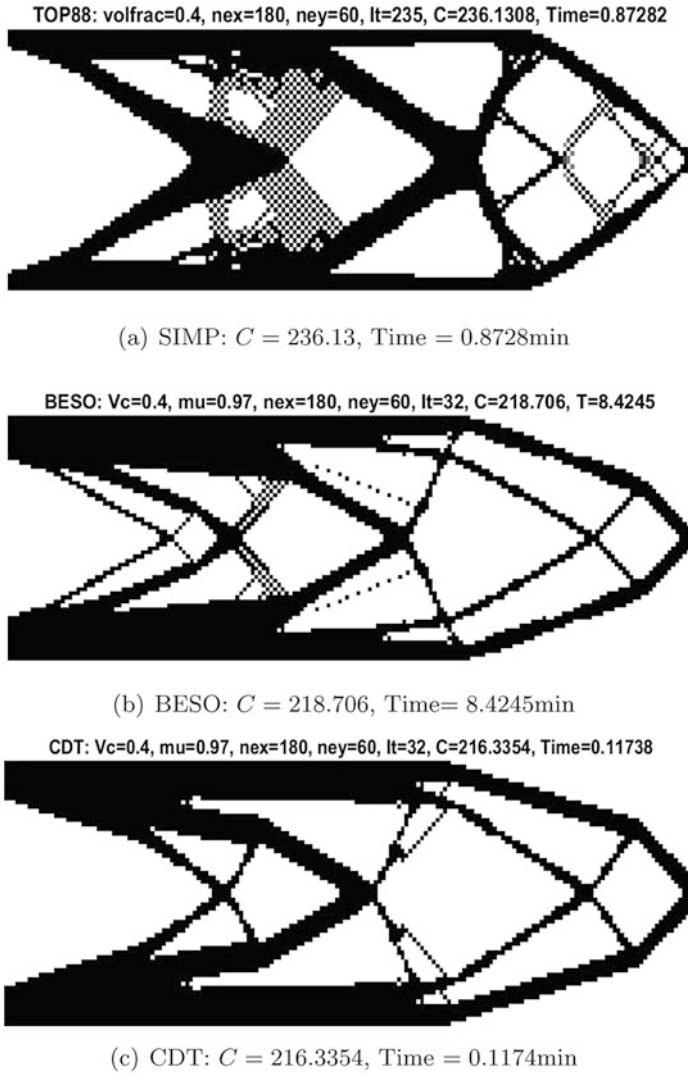 TOP88: volfrac=0.4, nex=180, ney=60, It=235, C=236.1308, Time=0.87282
(a) SIMP: C = 236.13, Time = 0.8728min
BESO: Vc=0.4, mu=0.97, nex=180, ney=60, It=32, C=218.706, T=8.4245
(b) BESO: C = 218.706, Time= 8.4245min
CDT: Vc=0.4, mu=0.97, nex=180, ney=60, It=32, C=216.3354, Time=0.11738
(c) CDT: C = 216.3354, Time = 0.1174min